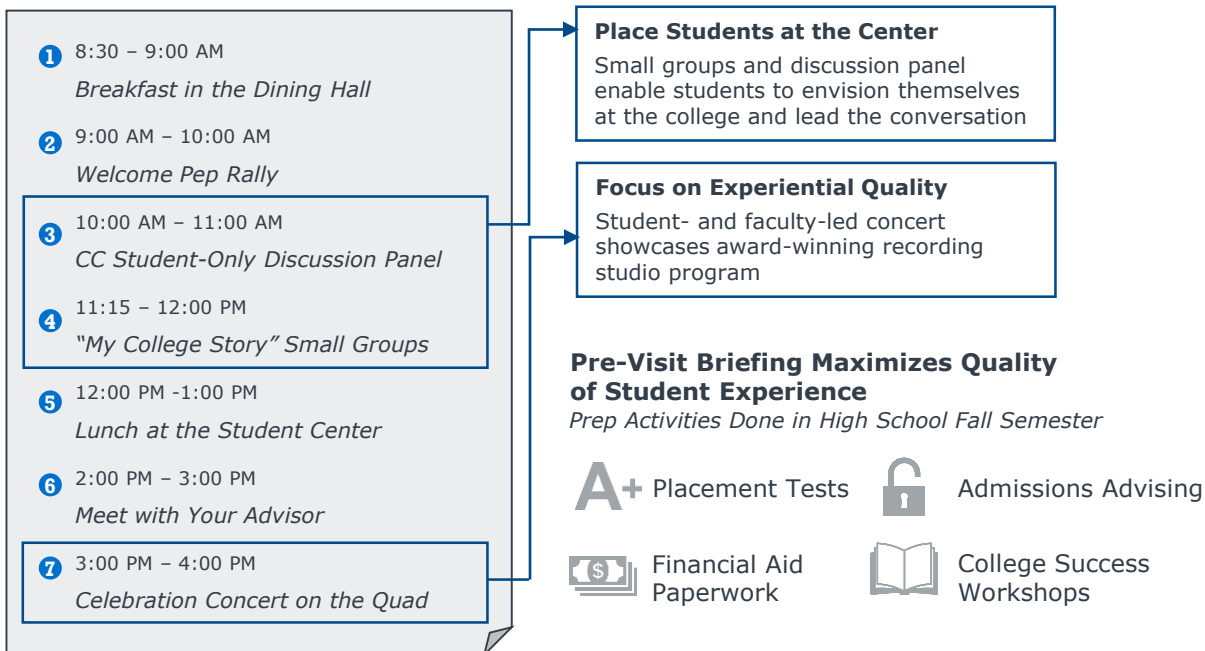 1 8:30 – 9:00 AM
Breakfast in the Dining Hall
2 9:00 AM – 10:00 AM
Welcome Pep Rally
3 10:00 AM – 11:00 AM
CC Student-Only Discussion Panel
4 11:15 – 12:00 PM
“My College Story” Small Groups
5 12:00 PM -1:00 PM
Lunch at the Student Center
6 2:00 PM – 3:00 PM
Meet with Your Advisor
7 3:00 PM – 4:00 PM
Celebration Concert on the Quad
Place Students at the Center
Small groups and discussion panel
enable students to envision themselves
at the college and lead the conversation
Focus on Experiential Quality
Student- and faculty-led concert
showcases award-winning recording
studio program
Pre-Visit Briefing Maximizes Quality
of Student Experience
Prep Activities Done in High School Fall Semester
A+ Placement Tests
Admissions Advising
$ Financial Aid
Paperwork
College Success
Workshops